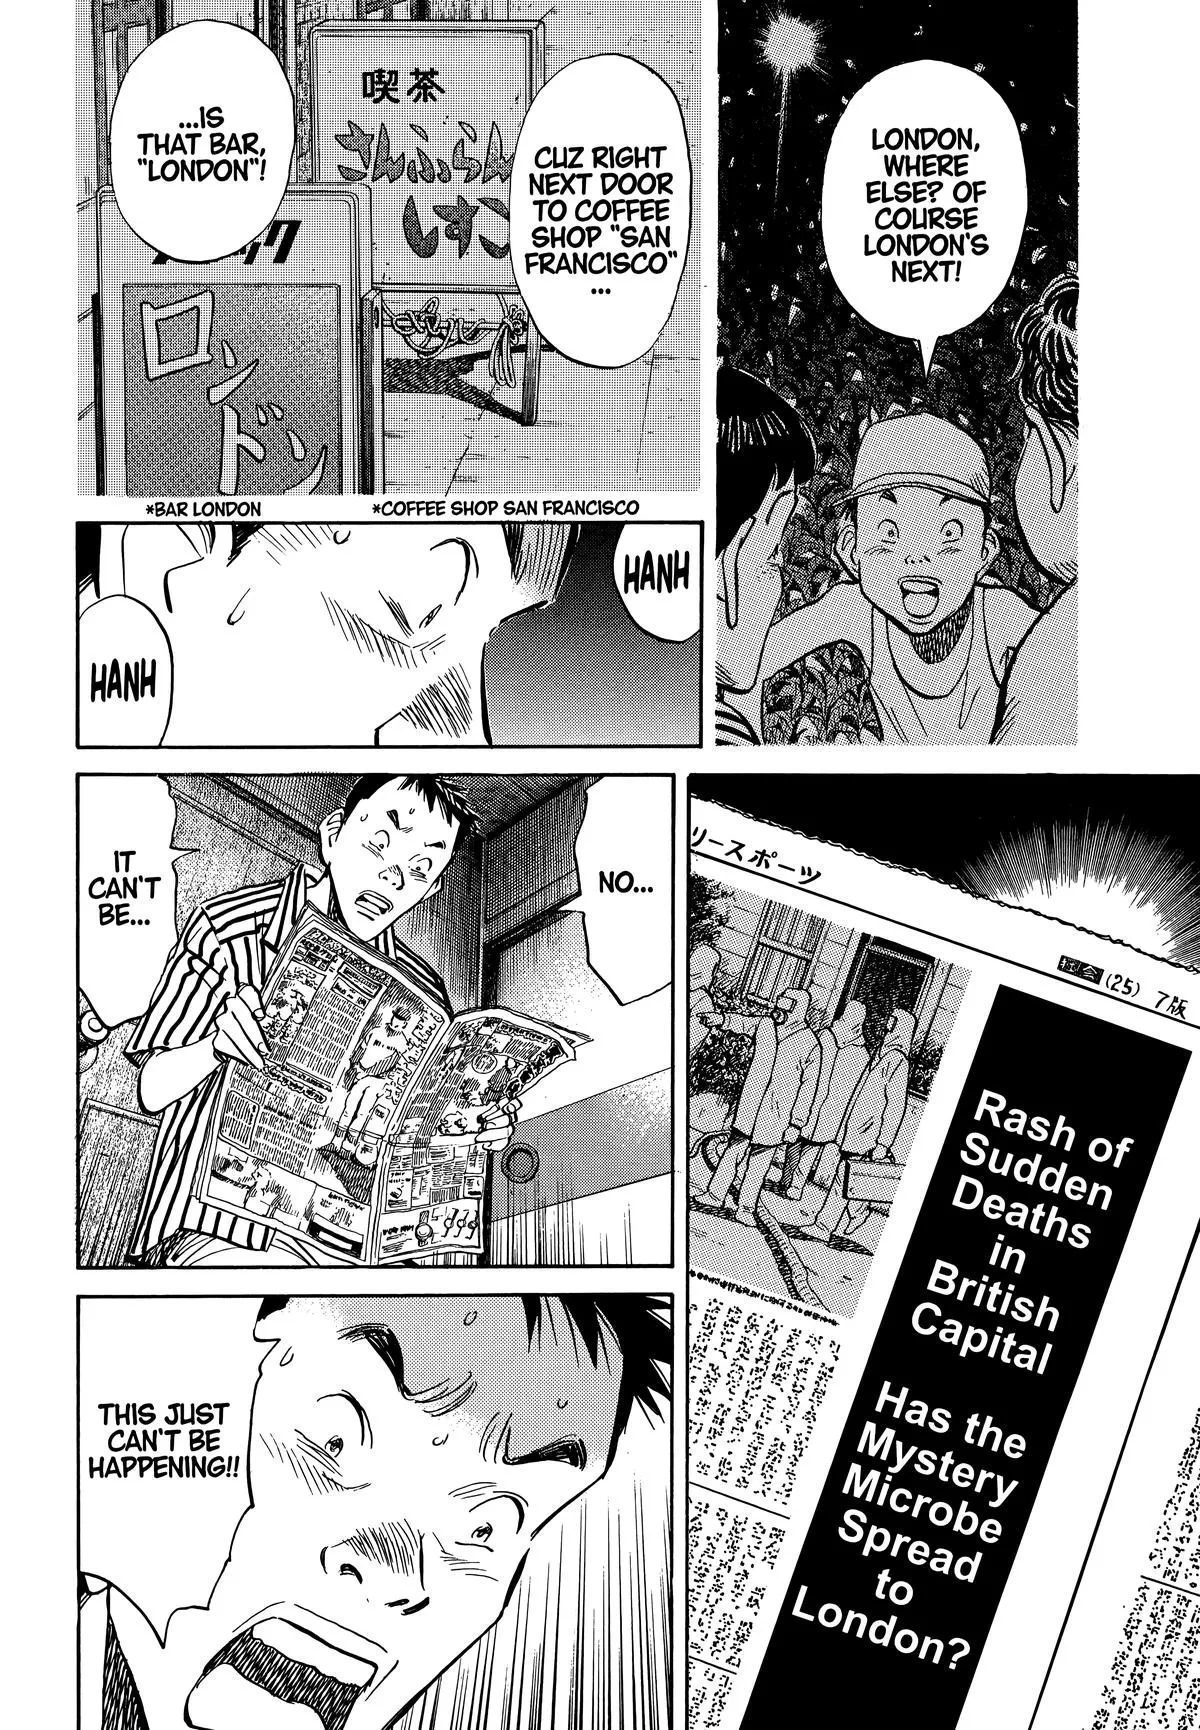 LONDON,
WHERE
ELSE? OF
COURSE
LONDON'S
NEXT!
CUZ RIGHT
NEXT DOOR
TO COFFEE
SHOP "SAN
FRANCISCO"
...
...IS
THAT BAR,
"LONDON"!
喫茶
さんふらん
しすこ
ロンドン
*BAR LONDON
*COFFEE SHOP SAN FRANCISCO
HANH
HANH
リースポーツ
社会 (25) 7版
Rash of
Sudden
Deaths
in
British
Capital
Has the
Mystery
Microbe
Spread
to
London?
NO...
IT
CAN'T
BE...
THIS JUST
CAN'T BE
HAPPENING!!